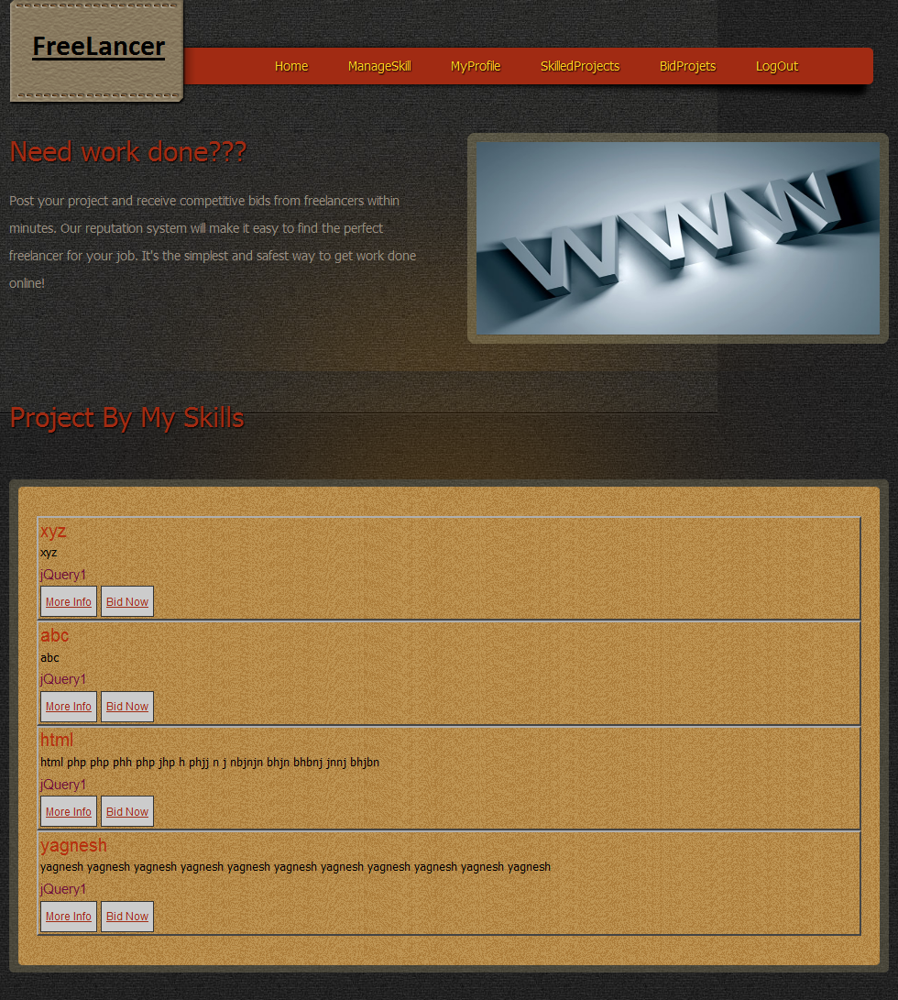 FreeLancer
Home ManageSkill MyProfile SkilledProjects BidProjets LogOut
Need work done???
Post your project and receive competitive bids from freelancers within
minutes. Our reputation system will make it easy to find the perfect
freelancer for your job. It's the simplest and safest way to get work done
online!
WWW
Project By My Skills
xyz
xyz
jQuery1
More Info Bid Now
abc
abc
jQuery1
More Info Bid Now
html
html php php phh php jhp h phjj n j nbjnjn bhjn bhbnj jnnj bhjbn
jQuery1
More Info Bid Now
yagnesh
yagnesh yagnesh yagnesh yagnesh yagnesh yagnesh yagnesh yagnesh yagnesh yagnesh yagnesh
jQuery1
More Info Bid Now